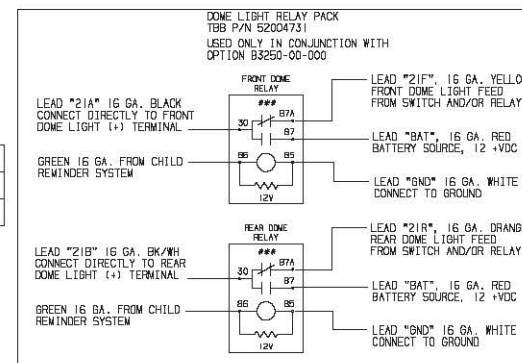 DOME LIGHT RELAY PACK
TBB P/N 52004731
USED ONLY IN CONJUNCTION WITH
OPTION B3250-00-000
FRONT DOME
RELAY
###
30
87A
87
86
85
12V
LEAD "21A" 16 GA. BLACK
CONNECT DIRECTLY TO FRONT
DOME LIGHT (+) TERMINAL
GREEN 16 GA. FROM CHILD
REMINDER SYSTEM
LEAD "21F", 16 GA. YELLO
FRONT DOME LIGHT FEED
FROM SWITCH AND/OR RELAY
LEAD "BAT", 16 GA. RED
BATTERY SOURCE, 12 +VDC
LEAD "GND" 16 GA. WHITE
CONNECT TO GROUND
REAR DOME
RELAY
###
30
87A
87
86
85
12V
LEAD "21B" 16 GA. BK/WH
CONNECT DIRECTLY TO REAR
DOME LIGHT (+) TERMINAL
GREEN 16 GA. FROM CHILD
REMINDER SYSTEM
LEAD "21R", 16 GA. ORANG
REAR DOME LIGHT FEED
FROM SWITCH AND/OR RELAY
LEAD "BAT", 16 GA. RED
BATTERY SOURCE, 12 +VDC
LEAD "GND" 16 GA. WHITE
CONNECT TO GROUND